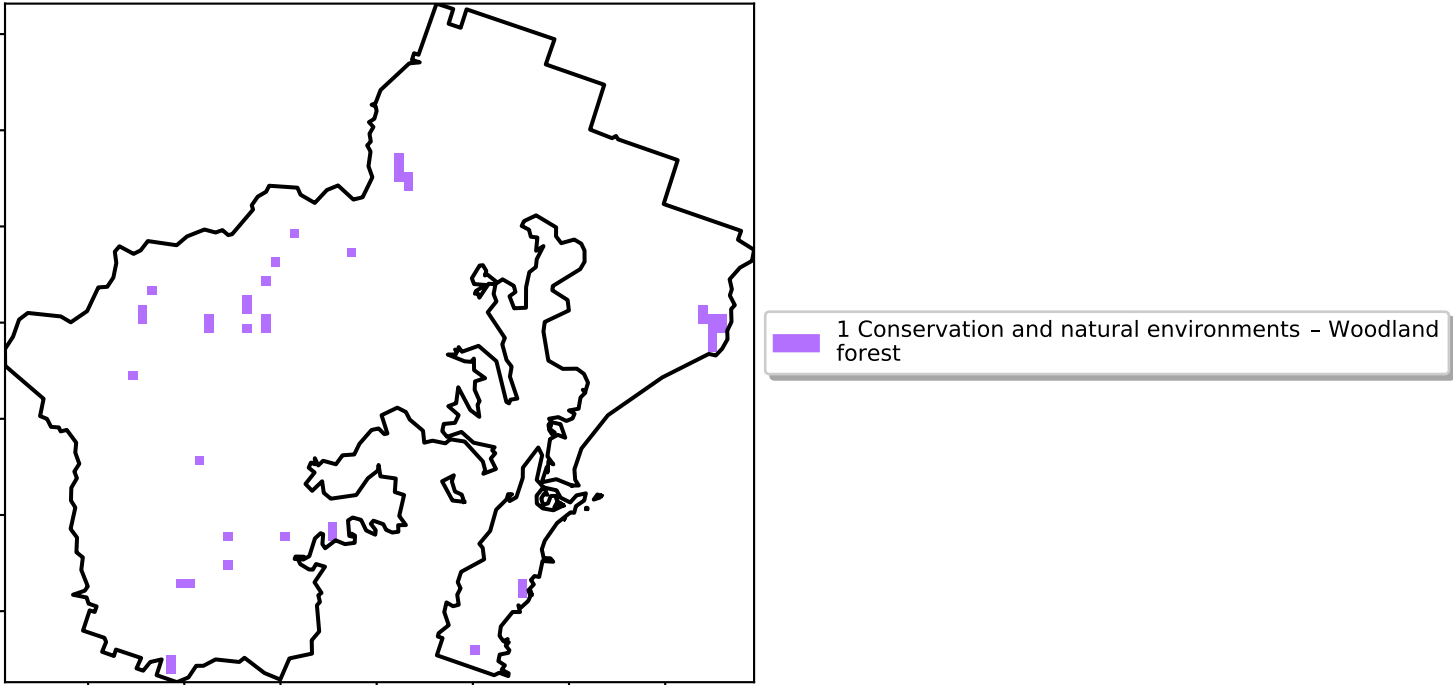 1 Conservation and natural environments – Woodland
forest